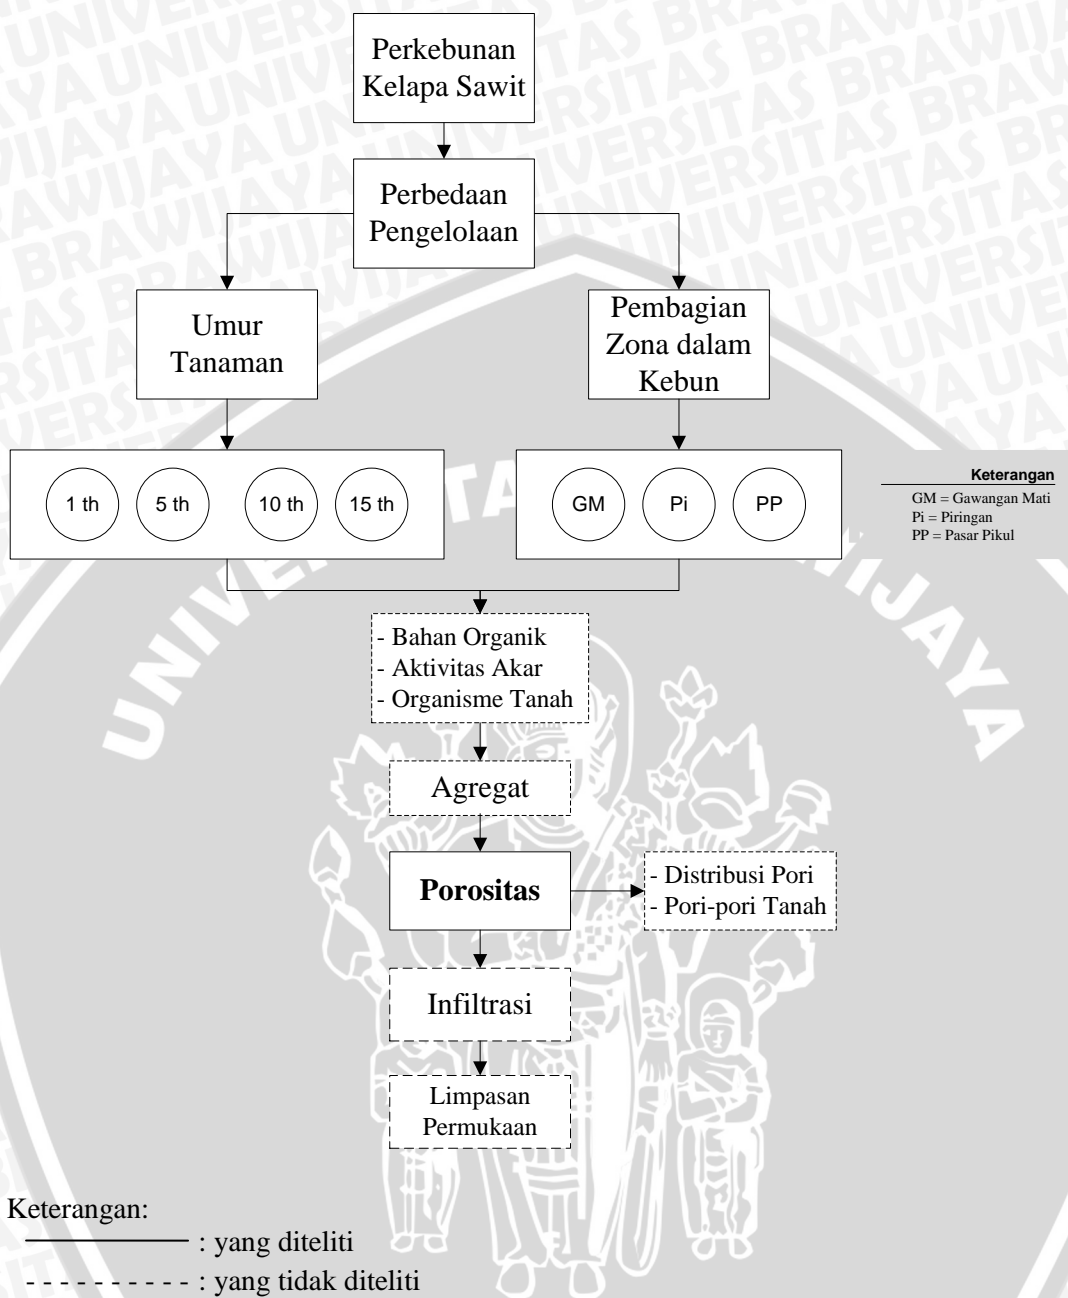 Perkebunan
Kelapa Sawit
Perbedaan
Pengelolaan
Umur
Tanaman
Pembagian
Zona dalam
Kebun
1 th
5 th
10 th
15 th
GM
Pi
PP
Keterangan
GM = Gawangan Mati
Pi = Piringan
PP = Pasar Pikul
- Bahan Organik
- Aktivitas Akar
- Organisme Tanah
Agregat
Porositas
- Distribusi Pori
- Pori-pori Tanah
Infiltrasi
Limpasan
Permukaan
Keterangan:
: yang diteliti
: yang tidak diteliti
UNIVERSITAS BRAWIJAYA